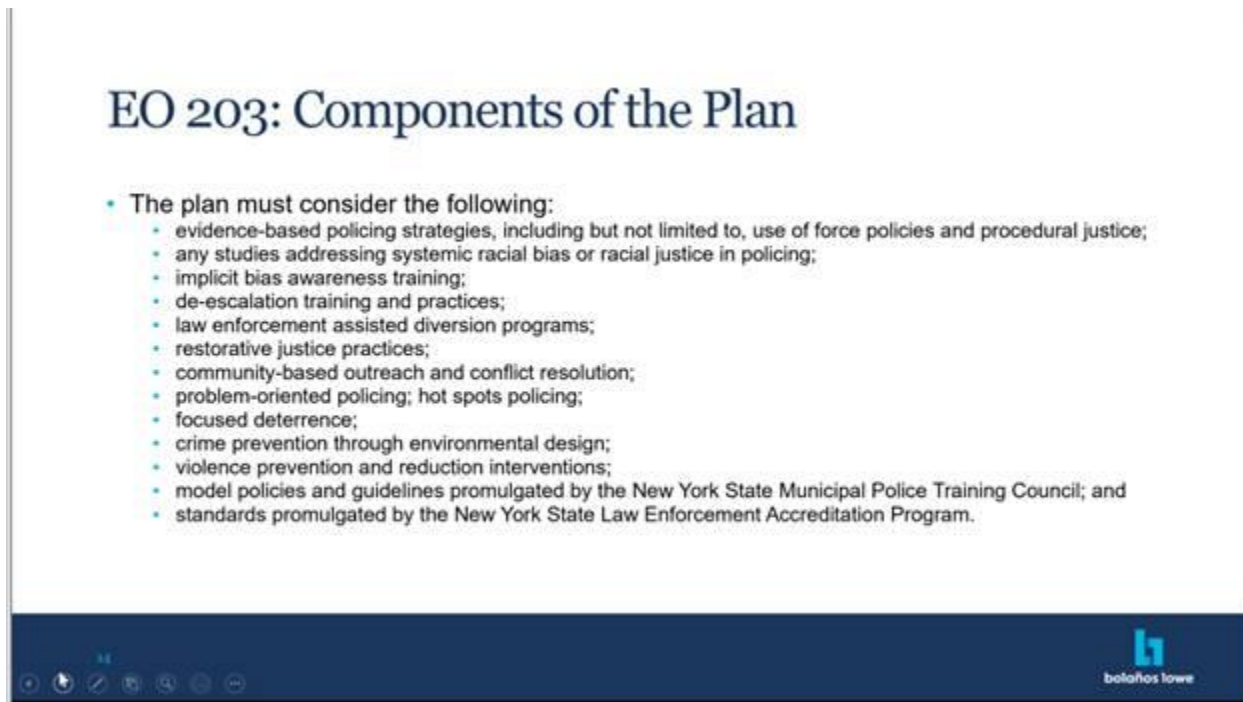 EO 203: Components of the Plan
• The plan must consider the following:
• evidence-based policing strategies, including but not limited to, use of force policies and procedural justice;
• any studies addressing systemic racial bias or racial justice in policing;
• implicit bias awareness training;
• de-escalation training and practices;
• law enforcement assisted diversion programs;
• restorative justice practices;
• community-based outreach and conflict resolution;
• problem-oriented policing; hot spots policing;
• focused deterrence;
• crime prevention through environmental design;
• violence prevention and reduction interventions;
• model policies and guidelines promulgated by the New York State Municipal Police Training Council; and
• standards promulgated by the New York State Law Enforcement Accreditation Program.
bolaños lowe